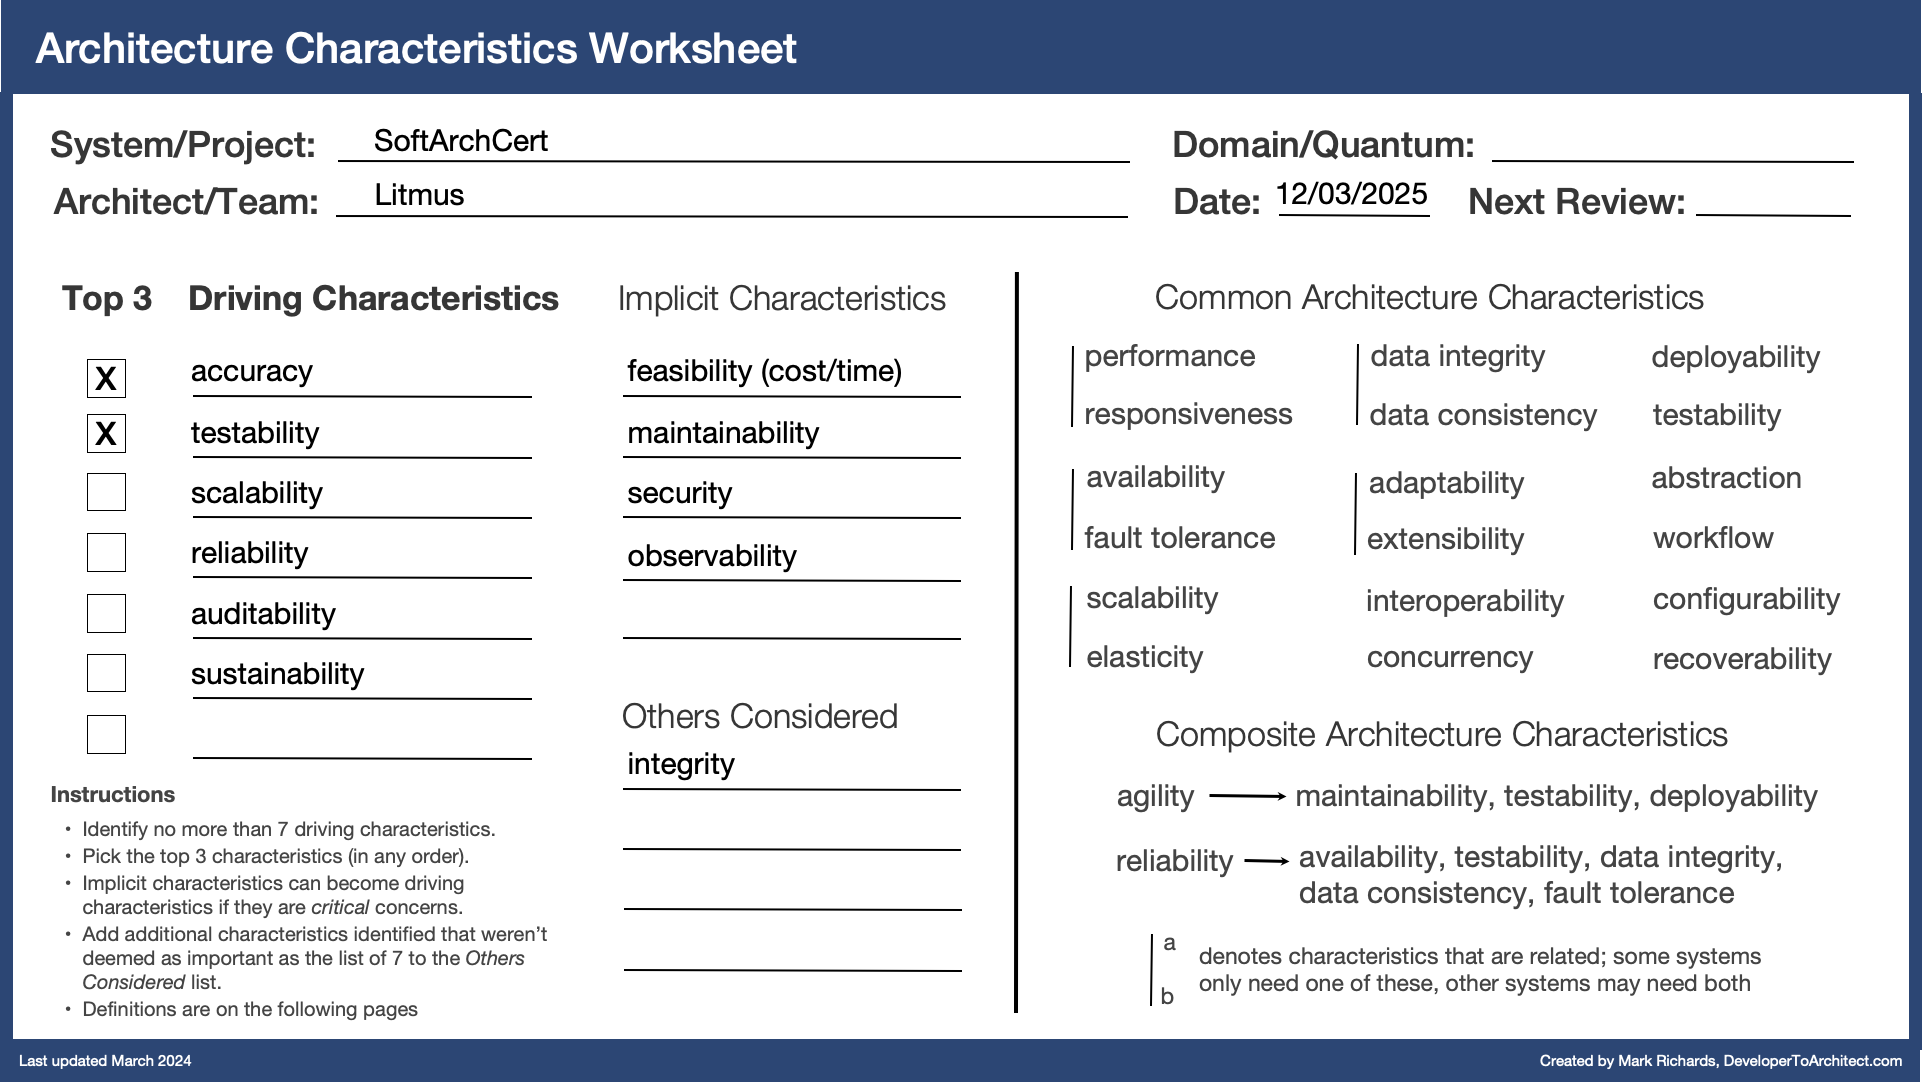 Architecture Characteristics Worksheet
System/Project: SoftArchCert
Domain/Quantum:
Architect/Team: Litmus
Date: 12/03/2025 Next Review:
Top 3 Driving Characteristics
X accuracy
X testability
scalability
reliability
auditability
sustainability
Instructions
• Identify no more than 7 driving characteristics.
• Pick the top 3 characteristics (in any order).
• Implicit characteristics can become driving
characteristics if they are critical concerns.
• Add additional characteristics identified that weren't
deemed as important as the list of 7 to the Others
Considered list.
• Definitions are on the following pages
Implicit Characteristics
feasibility (cost/time)
maintainability
security
observability
Others Considered
integrity
Common Architecture Characteristics
performance
responsiveness
availability
fault tolerance
scalability
elasticity
data integrity
data consistency
adaptability
extensibility
interoperability
concurrency
deployability
testability
abstraction
workflow
configurability
recoverability
Composite Architecture Characteristics
agility → maintainability, testability, deployability
reliability → availability, testability, data integrity,
data consistency, fault tolerance
a
b
denotes characteristics that are related; some systems
only need one of these, other systems may need both
Last updated March 2024
Created by Mark Richards, DeveloperToArchitect.com